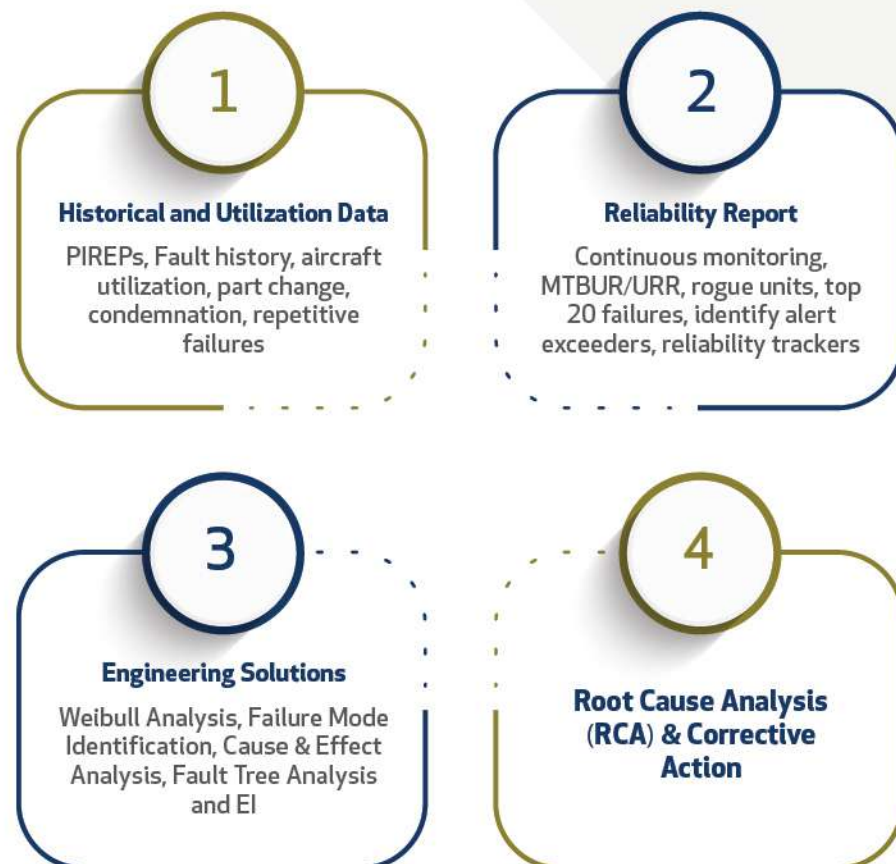 1
Historical and Utilization Data
PIREPs, Fault history, aircraft
utilization, part change,
condemnation, repetitive
failures
2
Reliability Report
Continuous monitoring,
MTBUR/URR, rogue units, top
20 failures, identify alert
exceeders, reliability trackers
3
Engineering Solutions
Weibull Analysis, Failure Mode
Identification, Cause & Effect
Analysis, Fault Tree Analysis
and EI
4
Root Cause Analysis
(RCA) & Corrective
Action